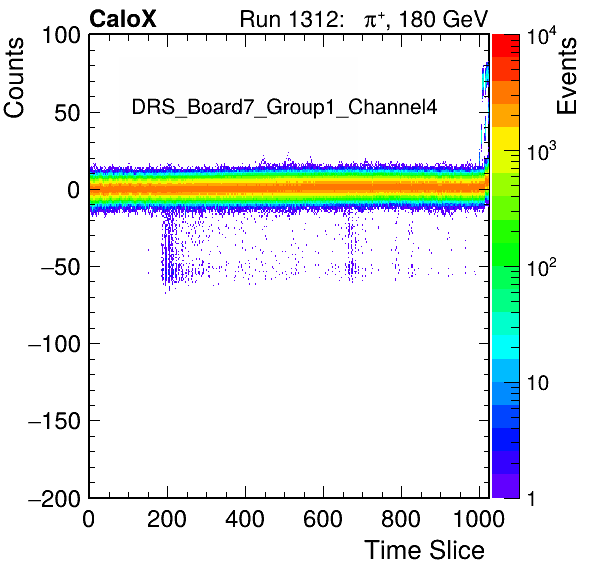 CaloX Run 1312: π⁺, 180 GeV
Counts
Events
DRS_Board7_Group1_Channel4
100
50
0
−50
−100
−150
−200
0 200 400 600 800 1000
Time Slice
10⁴
10³
10²
10
1